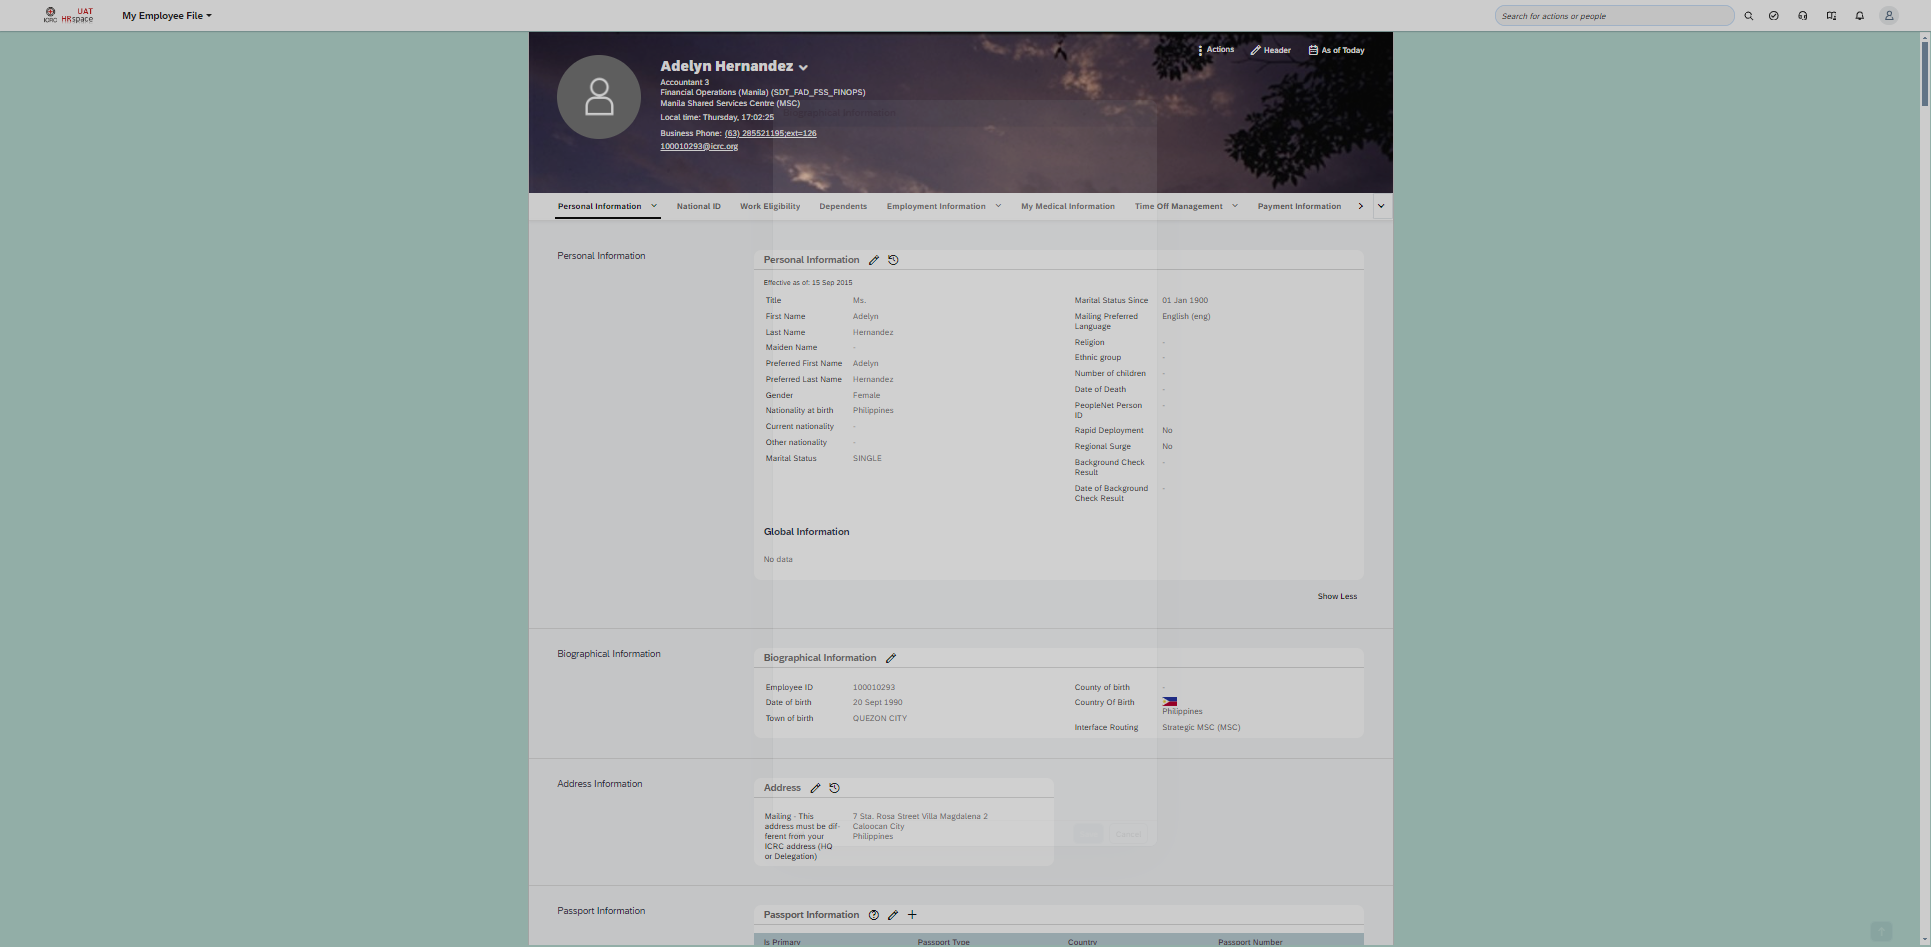 ICRC
UAT
HRspace
My Employee File
Search for actions or people
Actions
Header
As of Today
Adelyn Hernandez
Accountant 3
Financial Operations (Manila) (SDT_FAD_FSS_FINOPS)
Manila Shared Services Centre (MSC)
Local time: Thursday, 17:02:25
Business Phone: (63) 285521195;ext=126
100010293@icrc.org
Personal Information
National ID
Work Eligibility
Dependents
Employment Information
My Medical Information
Time Off Management
Payment Information
Personal Information
Personal Information
Effective as of: 15 Sep 2015
Title Ms.
First Name Adelyn
Last Name Hernandez
Maiden Name -
Preferred First Name Adelyn
Preferred Last Name Hernandez
Gender Female
Nationality at birth Philippines
Current nationality -
Other nationality -
Marital Status SINGLE
Marital Status Since 01 Jan 1900
Mailing Preferred English (eng)
Language
Religion -
Ethnic group -
Number of children -
Date of Death -
PeopleNet Person -
ID
Rapid Deployment No
Regional Surge No
Background Check -
Result
Date of Background -
Check Result
Global Information
No data
Show Less
Biographical Information
Biographical Information
Employee ID 100010293
Date of birth 20 Sept 1990
Town of birth QUEZON CITY
County of birth -
Country Of Birth
Philippines
Interface Routing Strategic MSC (MSC)
Address Information
Address
Mailing - This 7 Sta. Rosa Street Villa Magdalena 2
address must be dif- Caloocan City
ferent from your Philippines
ICRC address (HQ
or Delegation)
Cancel
Passport Information
Passport Information
Is Primary Passport Type Country Passport Number